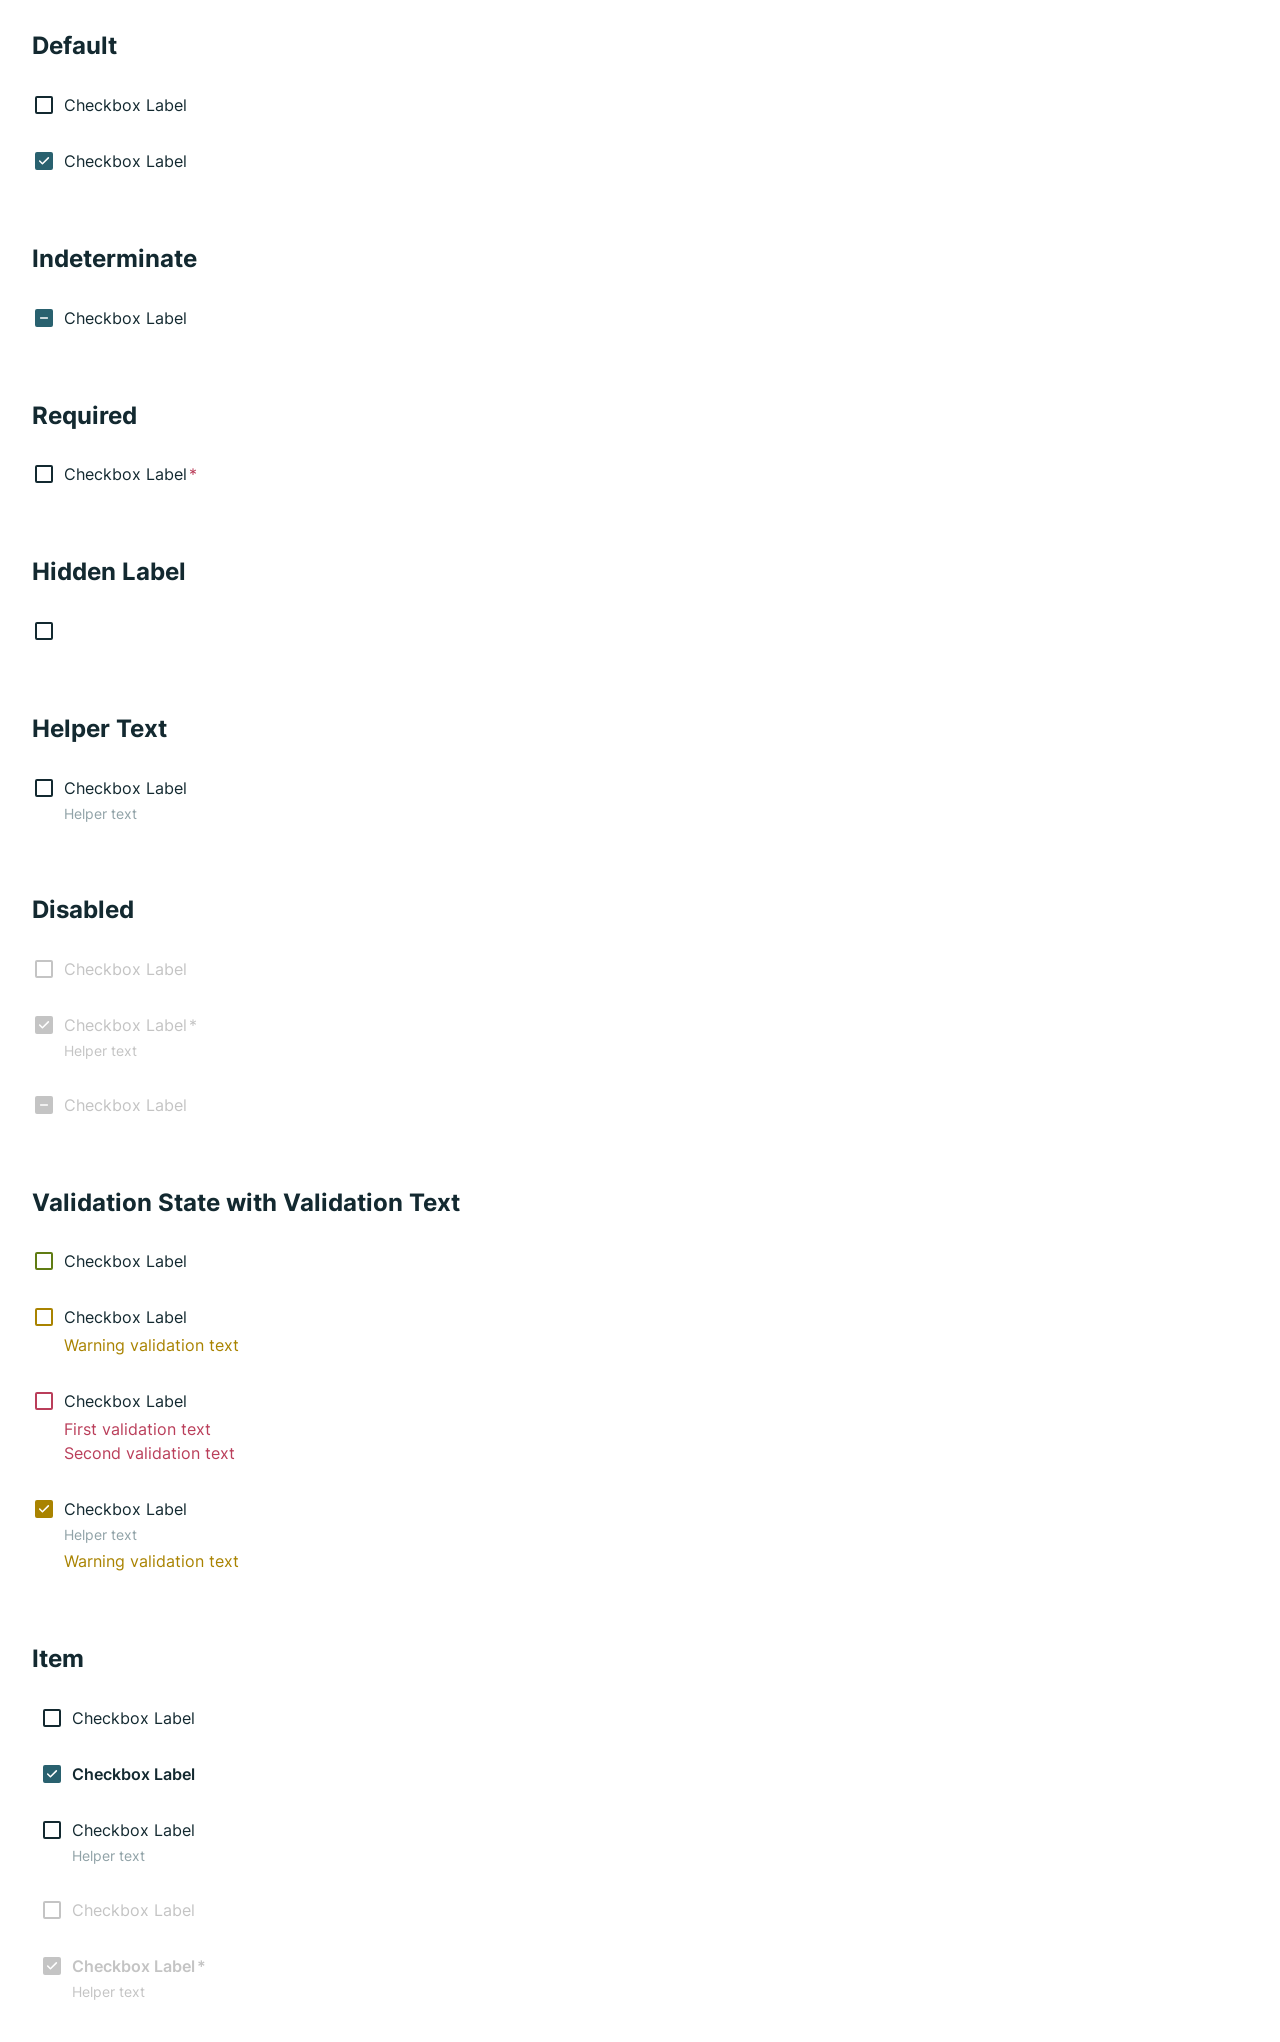 Default
Checkbox Label
Checkbox Label
Indeterminate
Checkbox Label
Required
Checkbox Label*
Hidden Label
Helper Text
Checkbox Label
Helper text
Disabled
Checkbox Label
Checkbox Label*
Helper text
Checkbox Label
Validation State with Validation Text
Checkbox Label
Checkbox Label
Warning validation text
Checkbox Label
First validation text
Second validation text
Checkbox Label
Helper text
Warning validation text
Item
Checkbox Label
Checkbox Label
Checkbox Label
Helper text
Checkbox Label
Checkbox Label*
Helper text